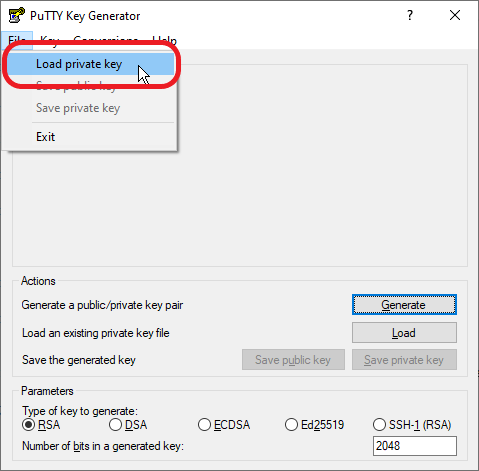 PuTTY Key Generator
File Key Conversions Help
Load private key
Save public key
Save private key
Exit
Actions
Generate a public/private key pair
Generate
Load an existing private key file
Load
Save the generated key
Save public key
Save private key
Parameters
Type of key to generate:
RSA
DSA
ECDSA
Ed25519
SSH-1 (RSA)
Number of bits in a generated key:
2048